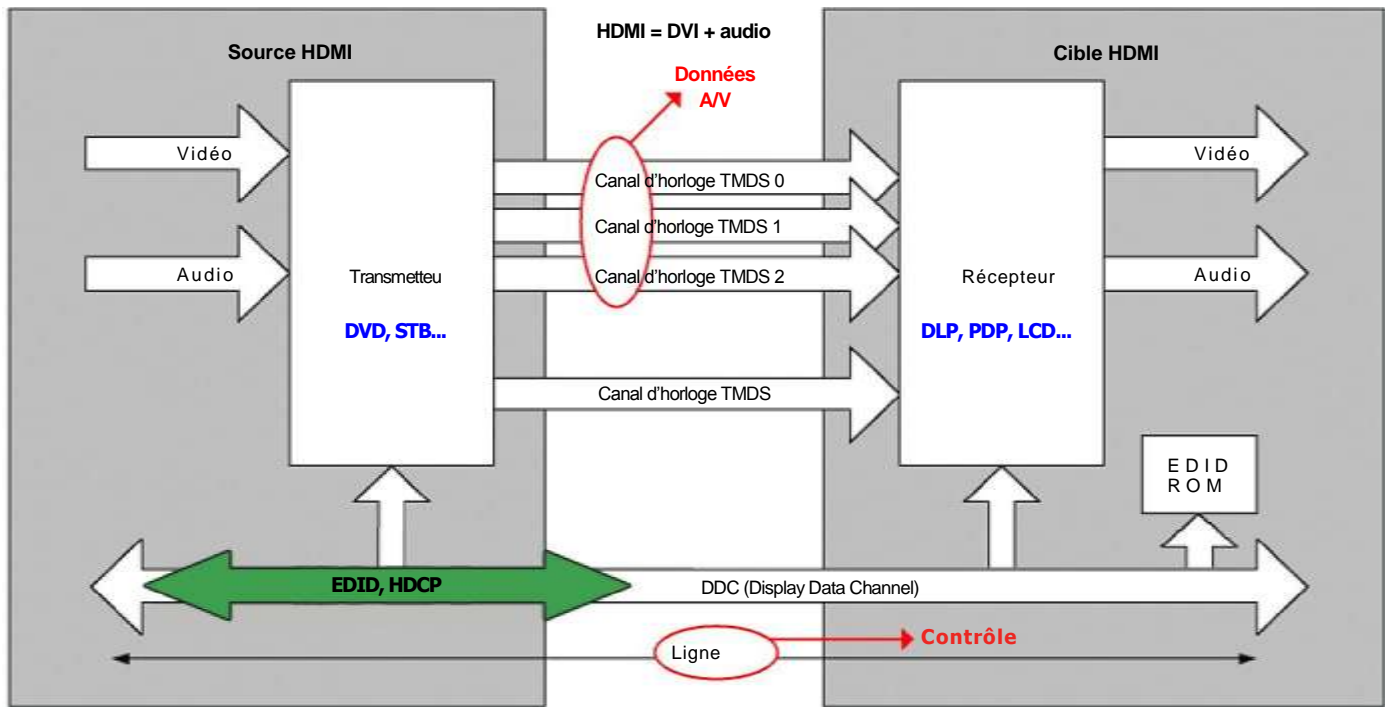 HDMI = DVI + audio
Source HDMI
Cible HDMI
Données
A/V
Vidéo
Audio
Transmetteu
DVD, STB...
Canal d'horloge TMDS 0
Canal d'horloge TMDS 1
Canal d'horloge TMDS 2
Canal d'horloge TMDS
Récepteur
DLP, PDP, LCD...
Vidéo
Audio
EDID
ROM
EDID, HDCP
DDC (Display Data Channel)
Contrôle
Ligne